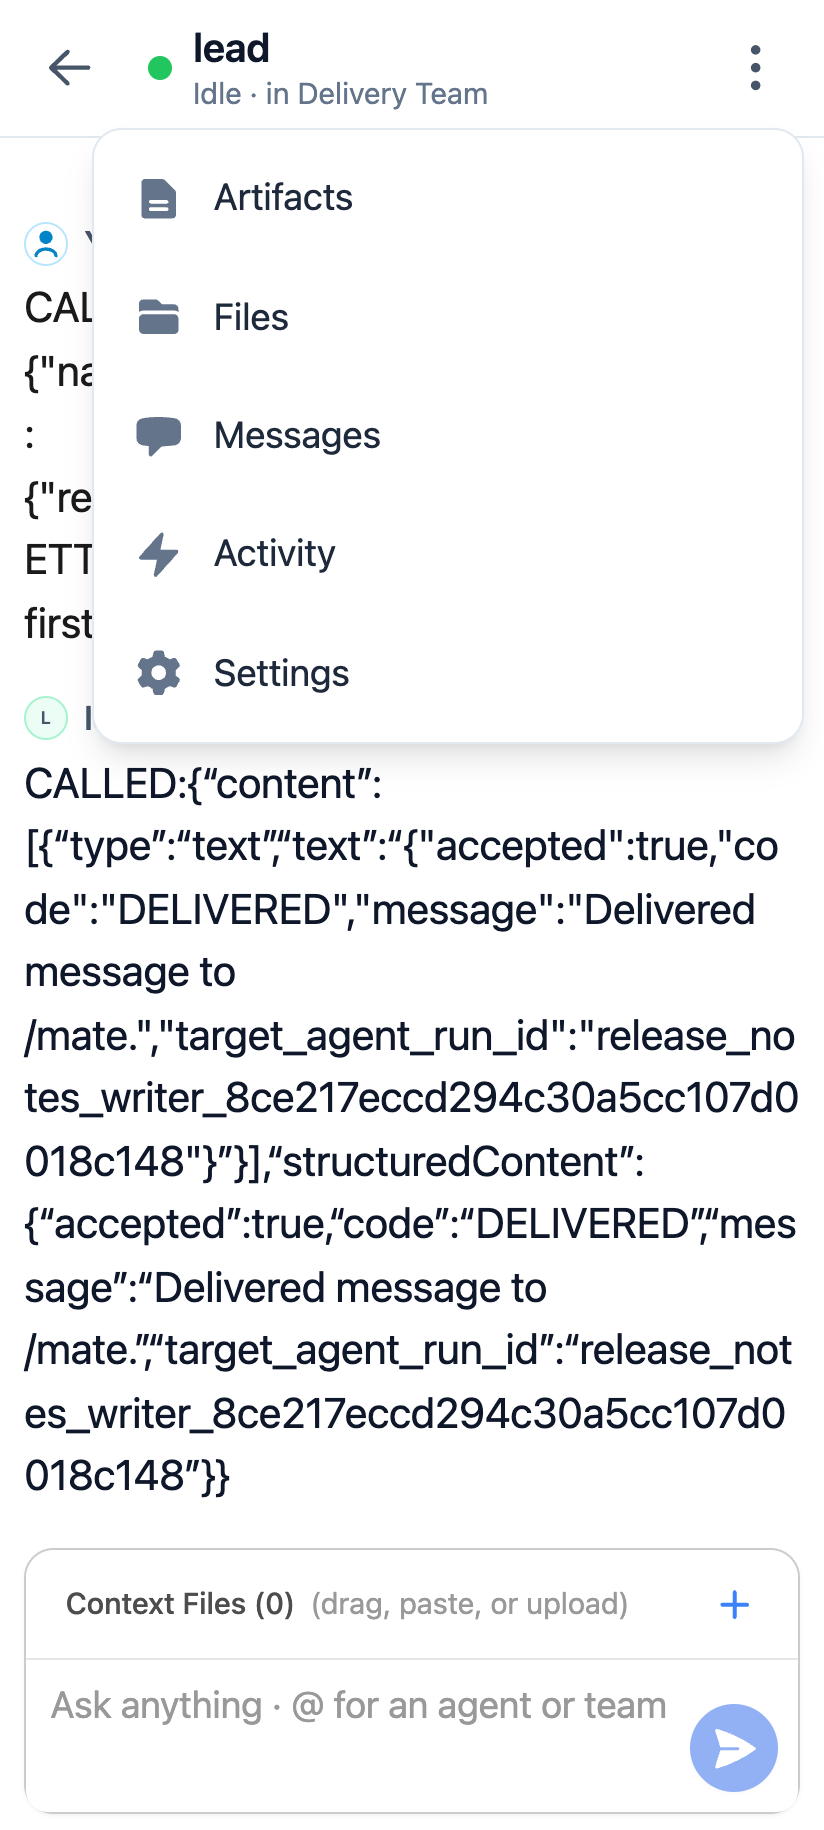 lead
Idle · in Delivery Team
Artifacts
Files
Messages
Activity
Settings
CAL
{"na
:
{"re
ETT
first
L
CALLED:{“content”:
[{“type”:“text”,“text”:“{"accepted":true,"co
de":"DELIVERED","message":"Delivered
message to
/mate.","target_agent_run_id":"release_no
tes_writer_8ce217eccd294c30a5cc107d0
018c148"}”}],“structuredContent”:
{“accepted”:true,“code”:“DELIVERED”,“mes
sage”:“Delivered message to
/mate.”,“target_agent_run_id”:“release_not
es_writer_8ce217eccd294c30a5cc107d0
018c148”}}
Context Files (0) (drag, paste, or upload)
Ask anything · @ for an agent or team